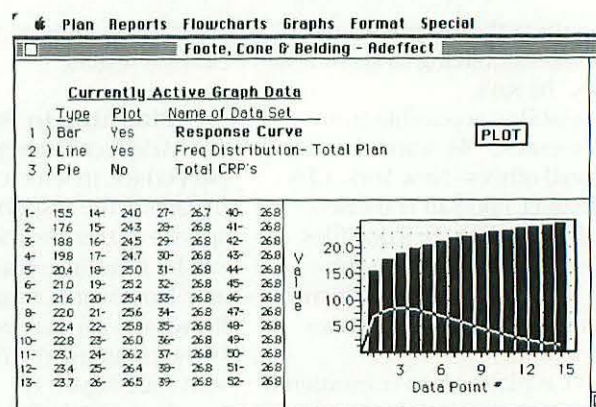 Plan Reports Flowcharts Graphs Format Special
Foote, Cone & Belding - Adeffect
Currently Active Graph Data
Type Plot Name of Data Set
1 ) Bar Yes Response Curve
2 ) Line Yes Freq Distribution- Total Plan
3 ) Pie No Total CRP's
PLOT
1- 15.5 14- 24.0 27- 26.7 40- 26.8
2- 17.6 15- 24.3 28- 26.8 41- 26.8
3- 18.8 16- 24.5 29- 26.8 42- 26.8
4- 19.8 17- 24.7 30- 26.8 43- 26.8
5- 20.4 18- 25.0 31- 26.8 44- 26.8
6- 21.0 19- 25.2 32- 26.8 45- 26.8
7- 21.6 20- 25.4 33- 26.8 46- 26.8
8- 22.0 21- 25.6 34- 26.8 47- 26.8
9- 22.4 22- 25.8 35- 26.8 48- 26.8
10- 22.8 23- 26.0 36- 26.8 49- 26.8
11- 23.1 24- 26.2 37- 26.8 50- 26.8
12- 23.4 25- 26.4 38- 26.8 51- 26.8
13- 23.7 26- 26.5 39- 26.8 52- 26.8
Value
20.0
15.0
10.0
5.0
3 6 9 12 15
Data Point #